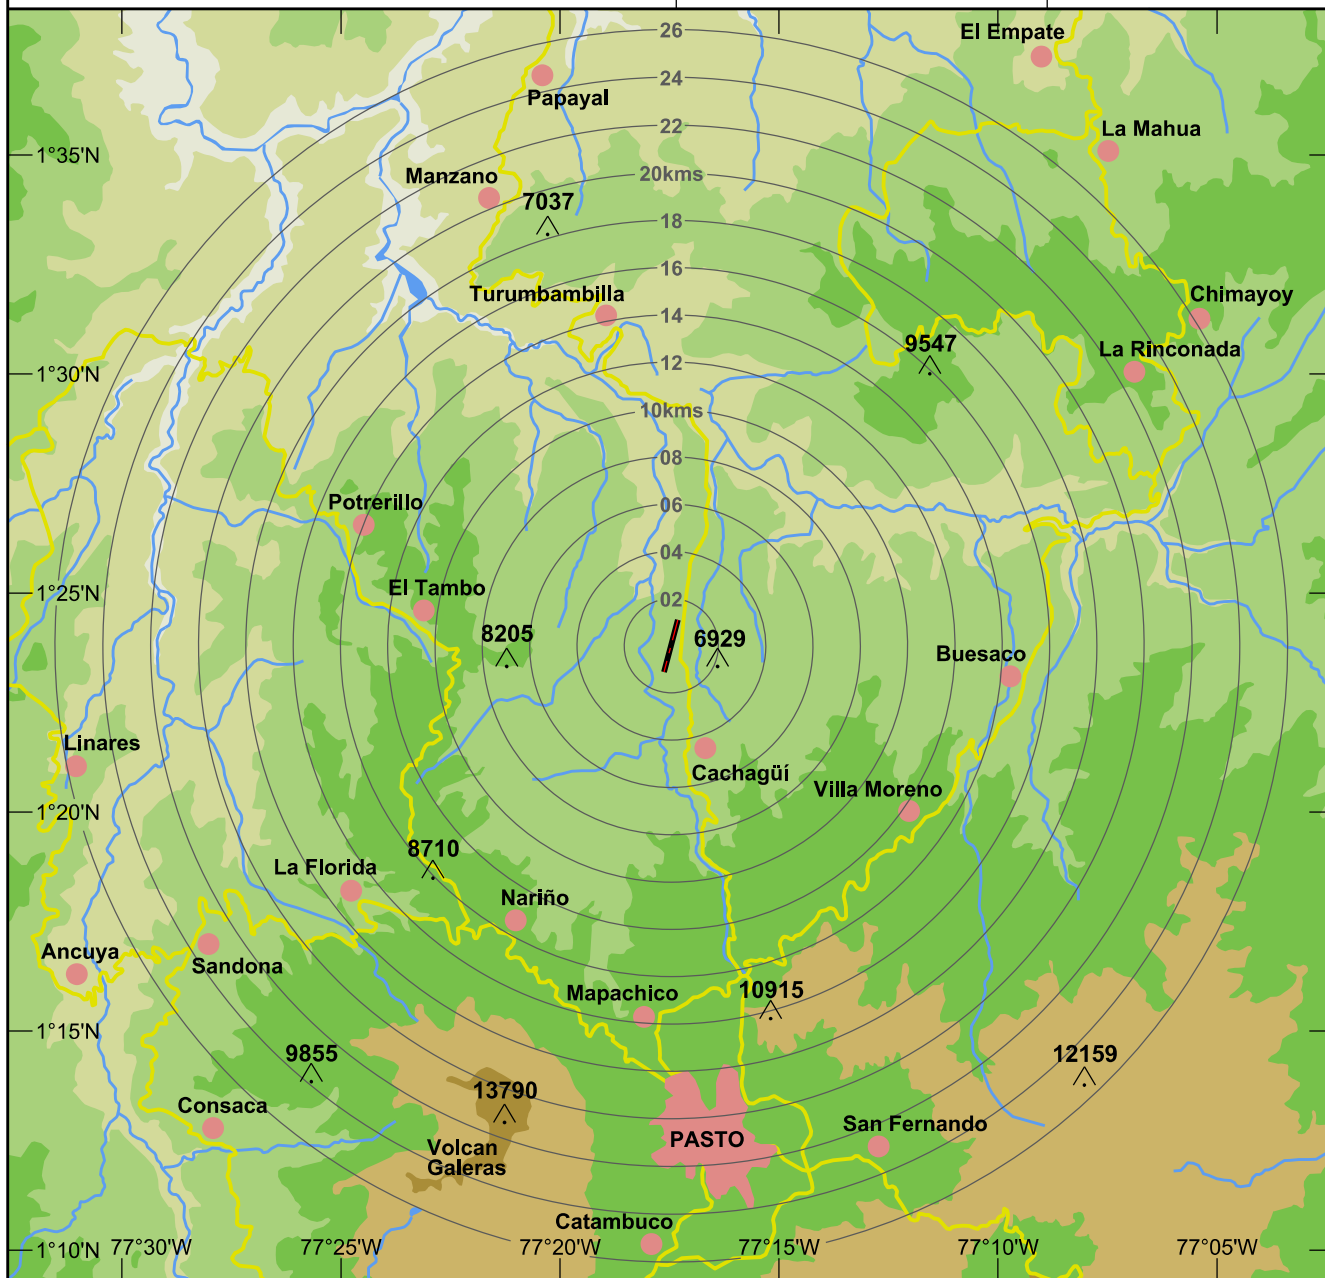 26
El Empate
24
Papayal
22
La Mahua
1°35'N
20kms
Manzano
7037
18
16
Turumbambilla
Chimayoy
14
9547
La Rinconada
12
1°30'N
10kms
08
Potrerillo
06
04
El Tambo
1°25'N
02
8205
6929
Buesaco
Linares
Cachagüí
Villa Moreno
1°20'N
8710
La Florida
Nariño
Ancuya
Sandona
Mapachico
10915
1°15'N
9855
12159
13790
Consaca
San Fernando
PASTO
Volcan
Galeras
Catambuco
1°10'N
77°30'W
77°25'W
77°20'W
77°15'W
77°10'W
77°05'W